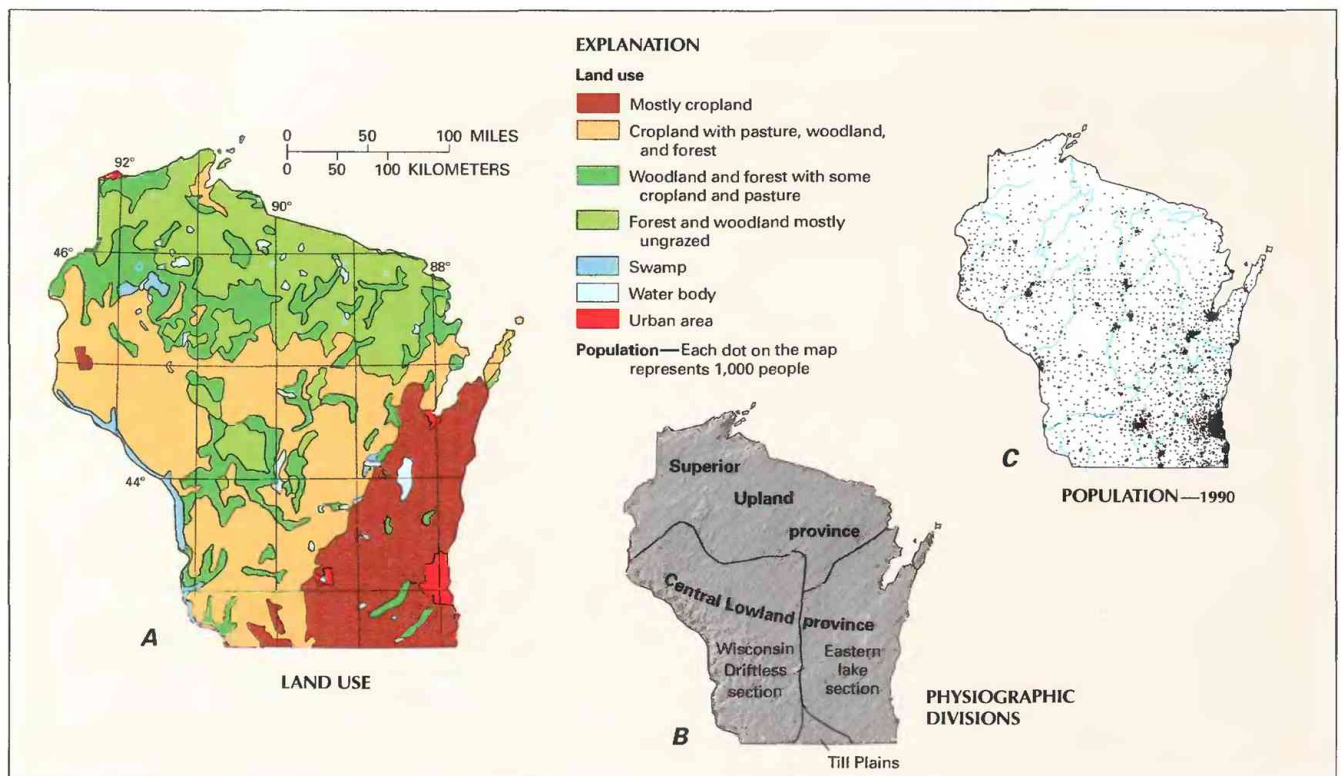 EXPLANATION
Land use
Mostly cropland
Cropland with pasture, woodland,
and forest
Woodland and forest with some
cropland and pasture
Forest and woodland mostly
ungrazed
Swamp
Water body
Urban area
Population—Each dot on the map
represents 1,000 people
0 50 100 MILES
0 50 100 KILOMETERS
92°
90°
46°
88°
44°
A
LAND USE
Superior
Upland
province
Central Lowland province
Wisconsin
Driftless
section
Eastern
lake
section
Till Plains
B
PHYSIOGRAPHIC
DIVISIONS
C
POPULATION—1990